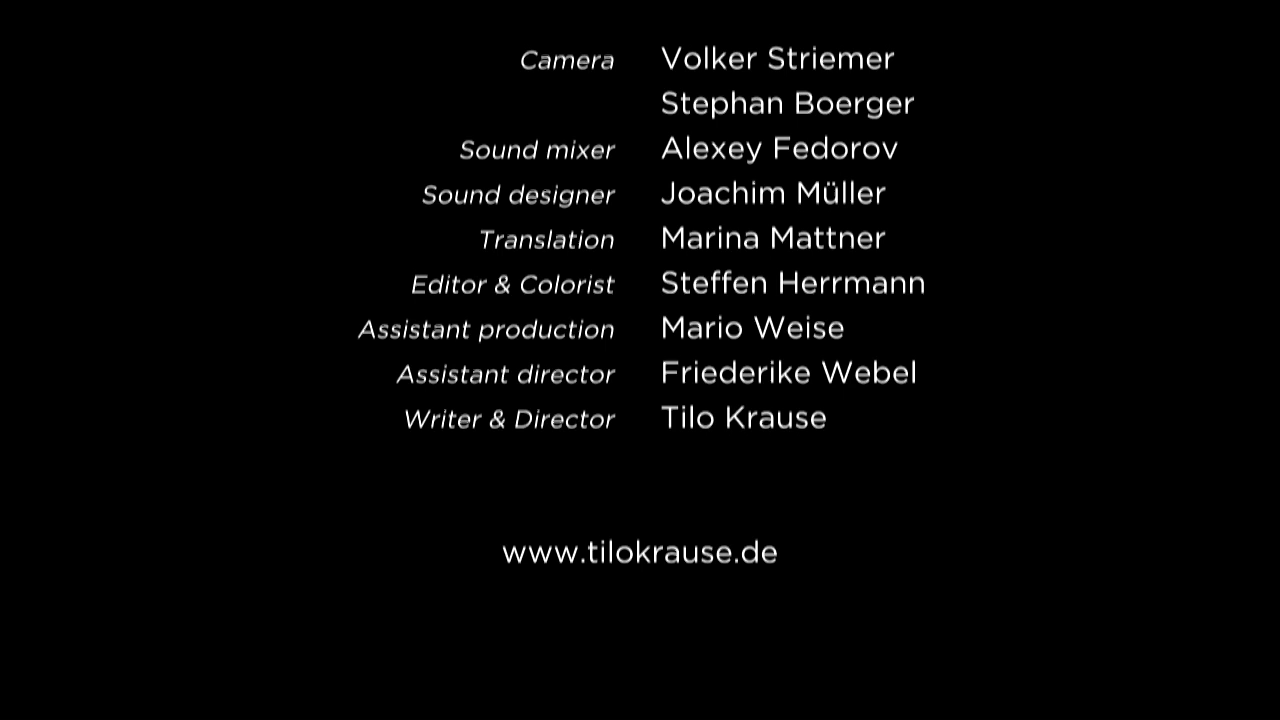 Camera Volker Striemer
Stephan Boerger
Sound mixer Alexey Fedorov
Sound designer Joachim Müller
Translation Marina Mattner
Editor & Colorist Steffen Herrmann
Assistant production Mario Weise
Assistant director Friederike Webel
Writer & Director Tilo Krause
www.tilokrause.de